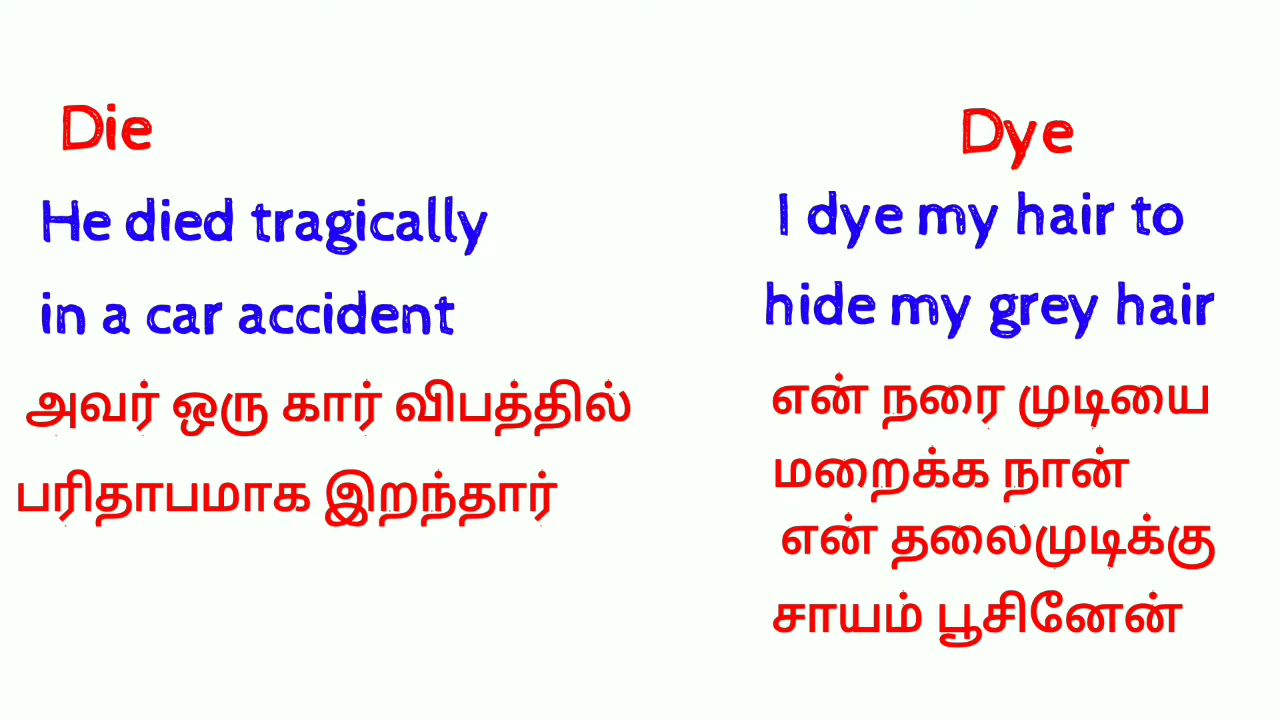 Die
He died tragically
in a car accident
அவர் ஒரு கார் விபத்தில்
பரிதாபமாக இறந்தார்
Dye
I dye my hair to
hide my grey hair
என் நரை முடியை
மறைக்க நான்
என் தலைமுடிக்கு
சாயம் பூசினேன்